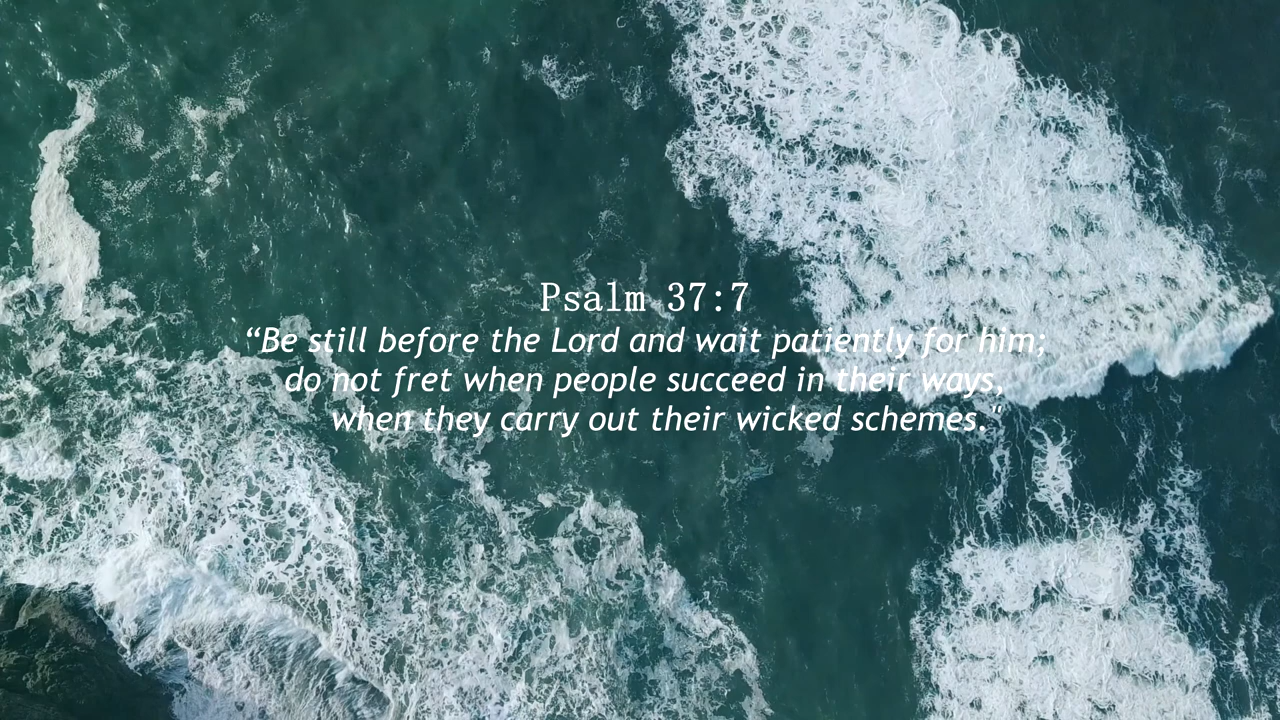 Psalm 37:7
“Be still before the Lord and wait patiently for him;
do not fret when people succeed in their ways,
when they carry out their wicked schemes."